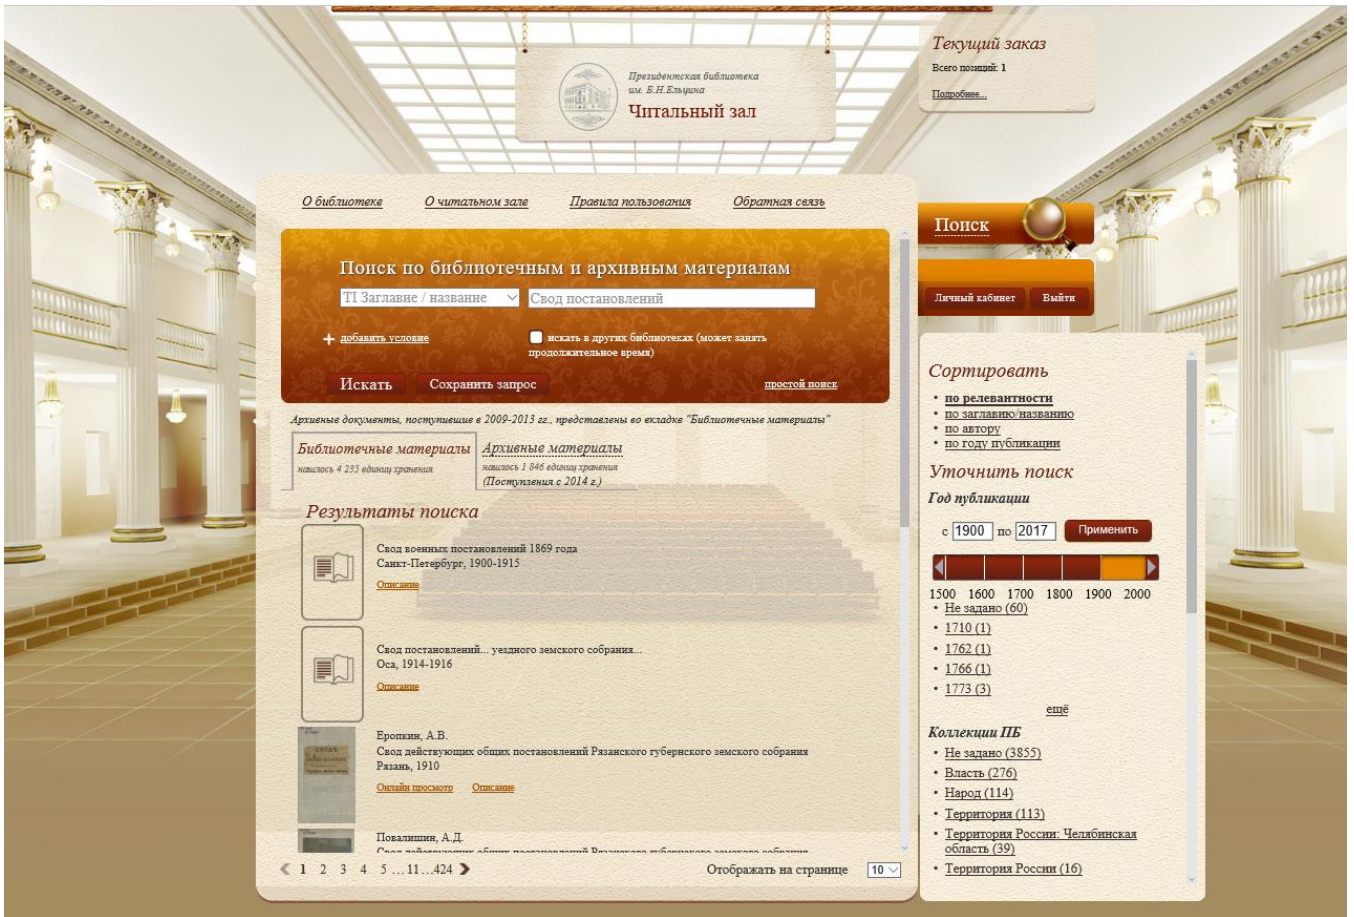 Президентская библиотека
им. Б.Н.Ельцина
Читальный зал
Текущий заказ
Всего позиций: 1
Подробнее...
О библиотеке О читальном зале Правила пользования Обратная связь
Поиск по библиотечным и архивным материалам
TI Заглавие / название Свод постановлений
+ добавить условие искать в других библиотеках (может занять
продолжительное время)
Искать Сохранить запрос простой поиск
Архивные документы, поступившие в 2009-2013 гг., представлены во вкладке "Библиотечные материалы"
Библиотечные материалы
нашлось 4 235 единиц хранения
Архивные материалы
нашлось 1 846 единиц хранения
(Поступления с 2014 г.)
Результаты поиска
Свод военных постановлений 1869 года
Санкт-Петербург, 1900-1915
Описание
Свод постановлений... уездного земского собрания...
Оса, 1914-1916
Описание
Еропкин, А.В.
Свод действующих общих постановлений Рязанского губернского земского собрания
Рязань, 1910
Онлайн просмотр Описание
Повалишин, А.Д.
Свод действующих общих постановлений Рязанского губернского земского собрания
1 2 3 4 5 ... 11 ...424
Отображать на странице 10
Поиск
Личный кабинет Выйти
Сортировать
• по релевантности
• по заглавию/названию
• по автору
• по году публикации
Уточнить поиск
Год публикации
с 1900 по 2017 Применить
1500 1600 1700 1800 1900 2000
• Не задано (60)
• 1710 (1)
• 1762 (1)
• 1766 (1)
• 1773 (3)
ещё
Коллекции ПБ
• Не задано (3855)
• Власть (276)
• Народ (114)
• Территория (113)
• Территория России: Челябинская
область (39)
• Территория России (16)